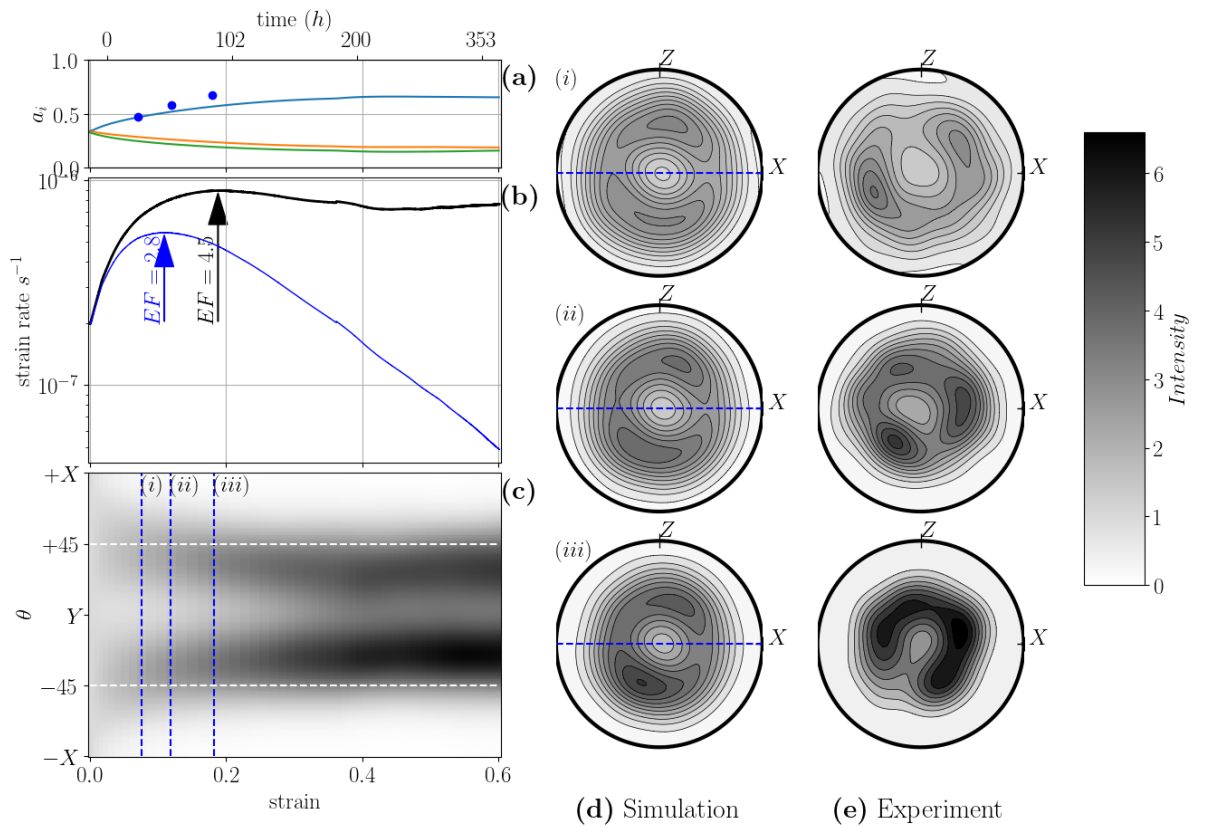 time (h)
0 102 200 353
1.0
0.5
0.0
a_i
(a)
10^{-6}
10^{-7}
strain rate s^{-1}
(b)
EF = 2.8
EF = 4.5
(c)
+X
+45
Y
−45
−X
θ
(i) (ii) (iii)
0.0 0.2 0.4 0.6
strain
(i) Z X Z X
(ii) Z X Z X
(iii) Z X Z X
(d) Simulation (e) Experiment
6
5
4
3
2
1
0
Intensity